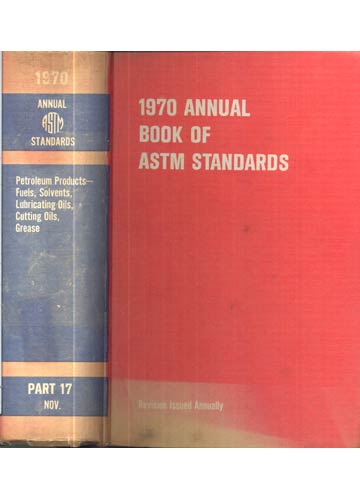 1970
ANNUAL
ASTM
STANDARDS
Petroleum Products—
Fuels, Solvents,
Lubricating Oils,
Cutting Oils,
Grease
PART 17
NOV.
1970 ANNUAL
BOOK OF
ASTM STANDARDS
Revision Issued Annually